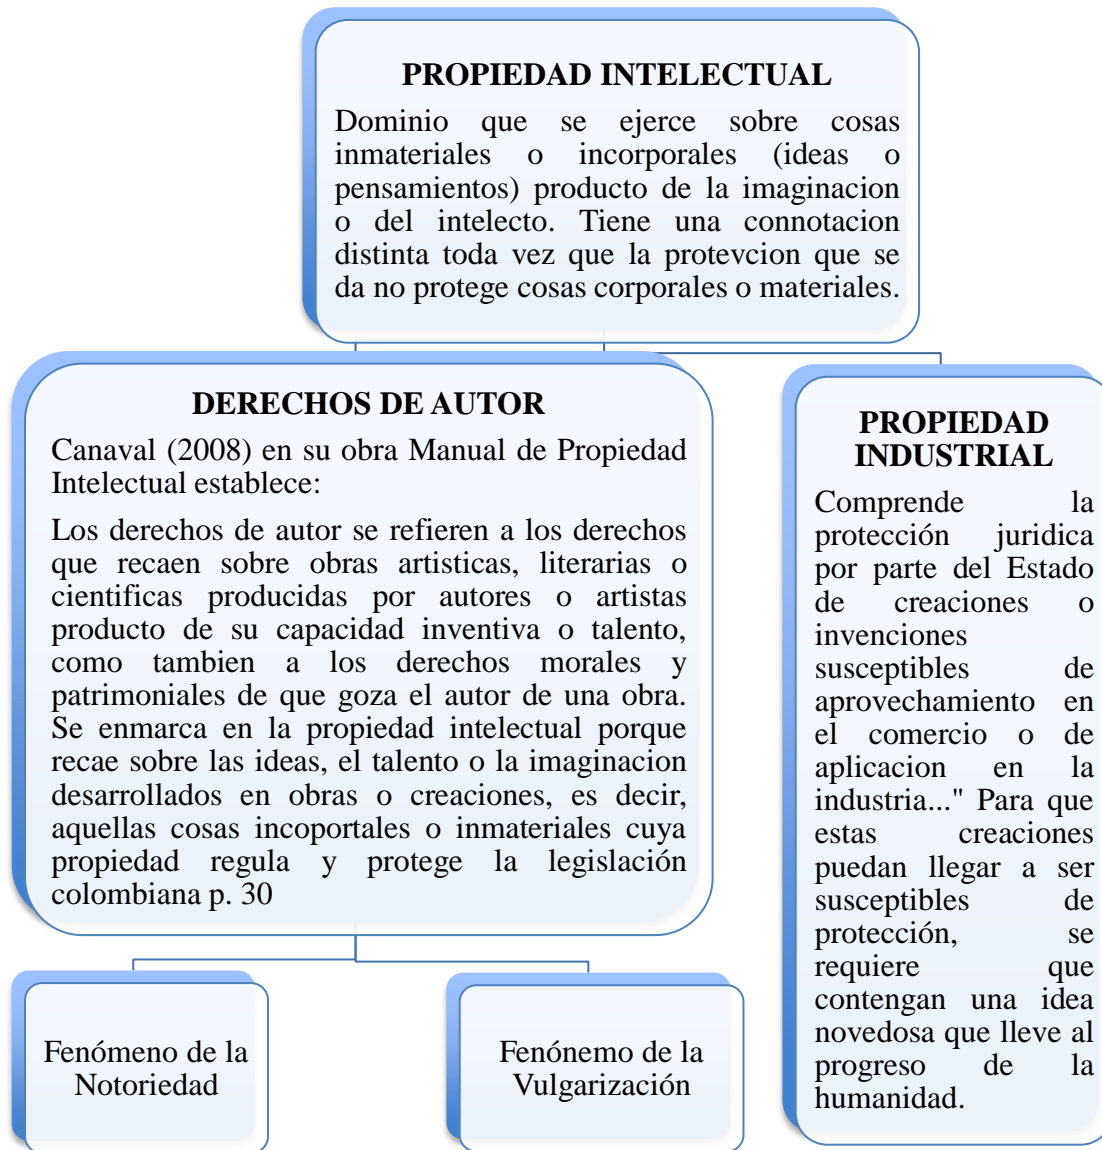 PROPIEDAD INTELECTUAL
Dominio que se ejerce sobre cosas
inmateriales o incorporales (ideas o
pensamientos) producto de la imaginacion
o del intelecto. Tiene una connotacion
distinta toda vez que la protevcion que se
da no protege cosas corporales o materiales.
DERECHOS DE AUTOR
Canaval (2008) en su obra Manual de Propiedad
Intelectual establece:
Los derechos de autor se refieren a los derechos
que recaen sobre obras artisticas, literarias o
cientificas producidas por autores o artistas
producto de su capacidad inventiva o talento,
como tambien a los derechos morales y
patrimoniales de que goza el autor de una obra.
Se enmarca en la propiedad intelectual porque
recae sobre las ideas, el talento o la imaginacion
desarrollados en obras o creaciones, es decir,
aquellas cosas incoportales o inmateriales cuya
propiedad regula y protege la legislación
colombiana p. 30
PROPIEDAD
INDUSTRIAL
Comprende la
protección juridica
por parte del Estado
de creaciones o
invenciones
susceptibles de
aprovechamiento en
el comercio o de
aplicacion en la
industria..." Para que
estas creaciones
puedan llegar a ser
susceptibles de
protección, se
requiere que
contengan una idea
novedosa que lleve al
progreso de la
humanidad.
Fenómeno de la
Notoriedad
Fenónemo de la
Vulgarización